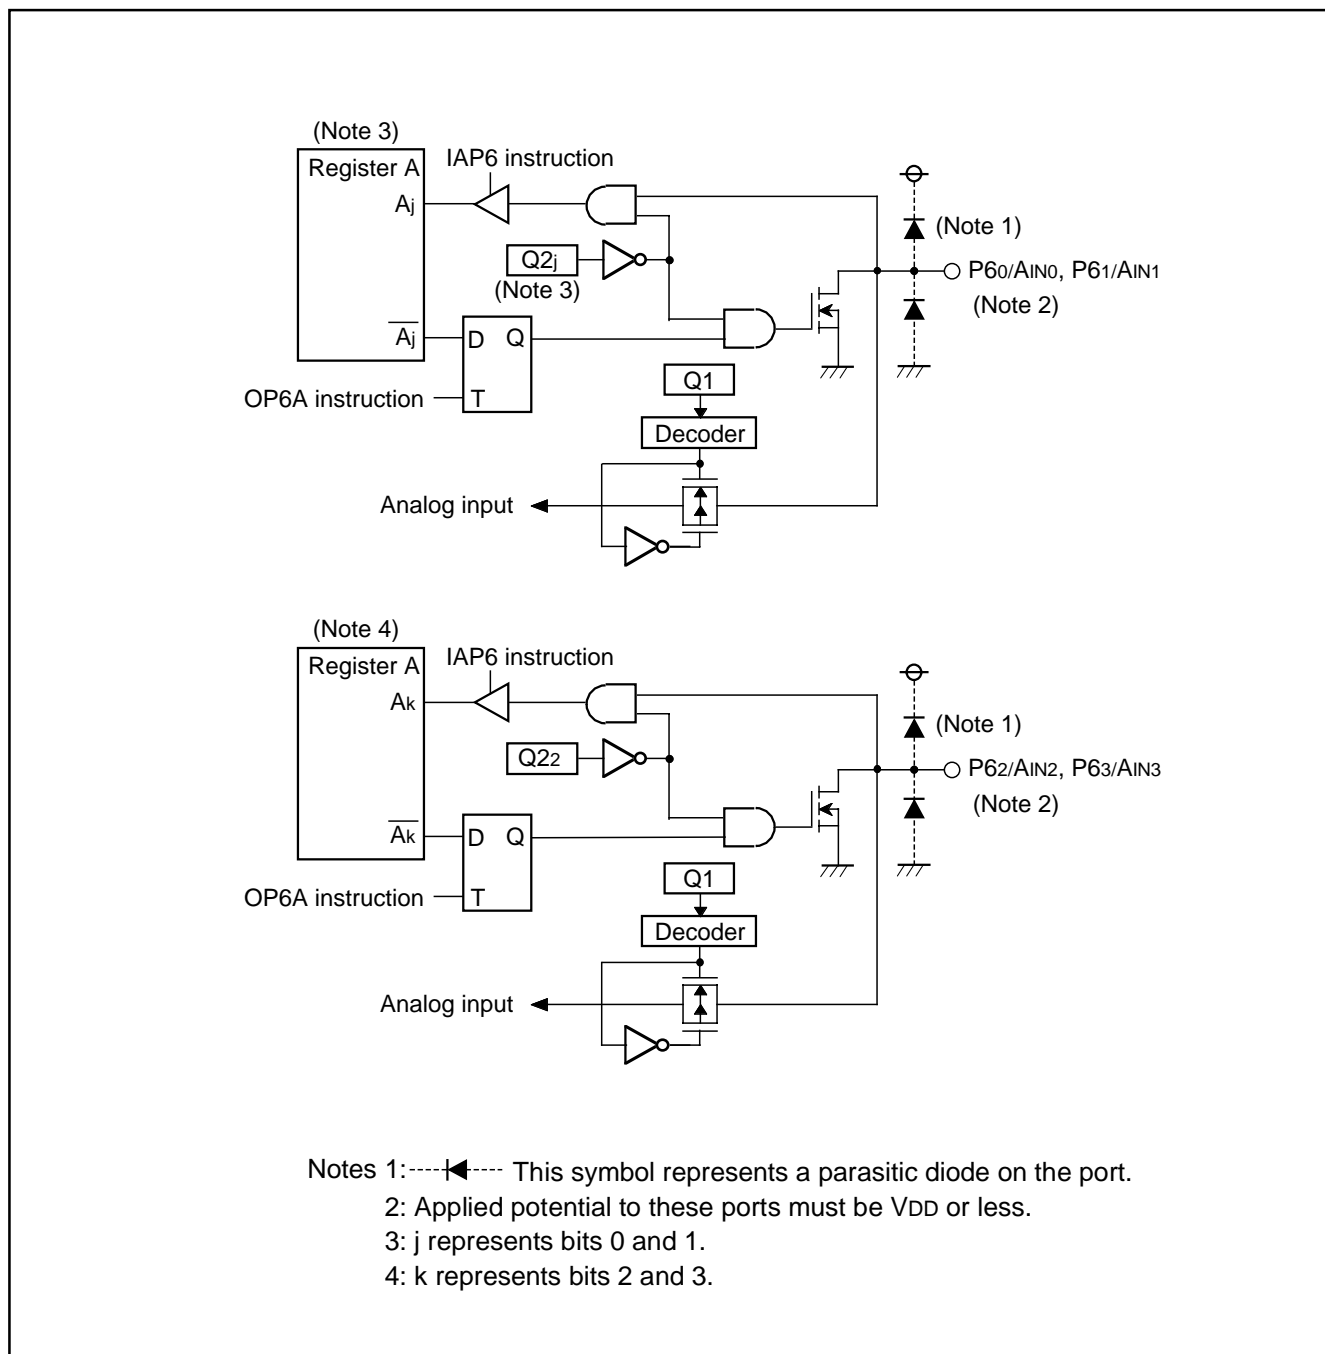 (Note 3)
Register A
IAP6 instruction
Aj
Q2j
(Note 3)
(Note 1)
P60/AIN0, P61/AIN1
(Note 2)
Aj
D Q
T
OP6A instruction
Q1
Decoder
Analog input
(Note 4)
Register A
IAP6 instruction
Ak
Q22
(Note 1)
P62/AIN2, P63/AIN3
(Note 2)
Ak
D Q
T
OP6A instruction
Q1
Decoder
Analog input
Notes 1: This symbol represents a parasitic diode on the port.
2: Applied potential to these ports must be VDD or less.
3: j represents bits 0 and 1.
4: k represents bits 2 and 3.